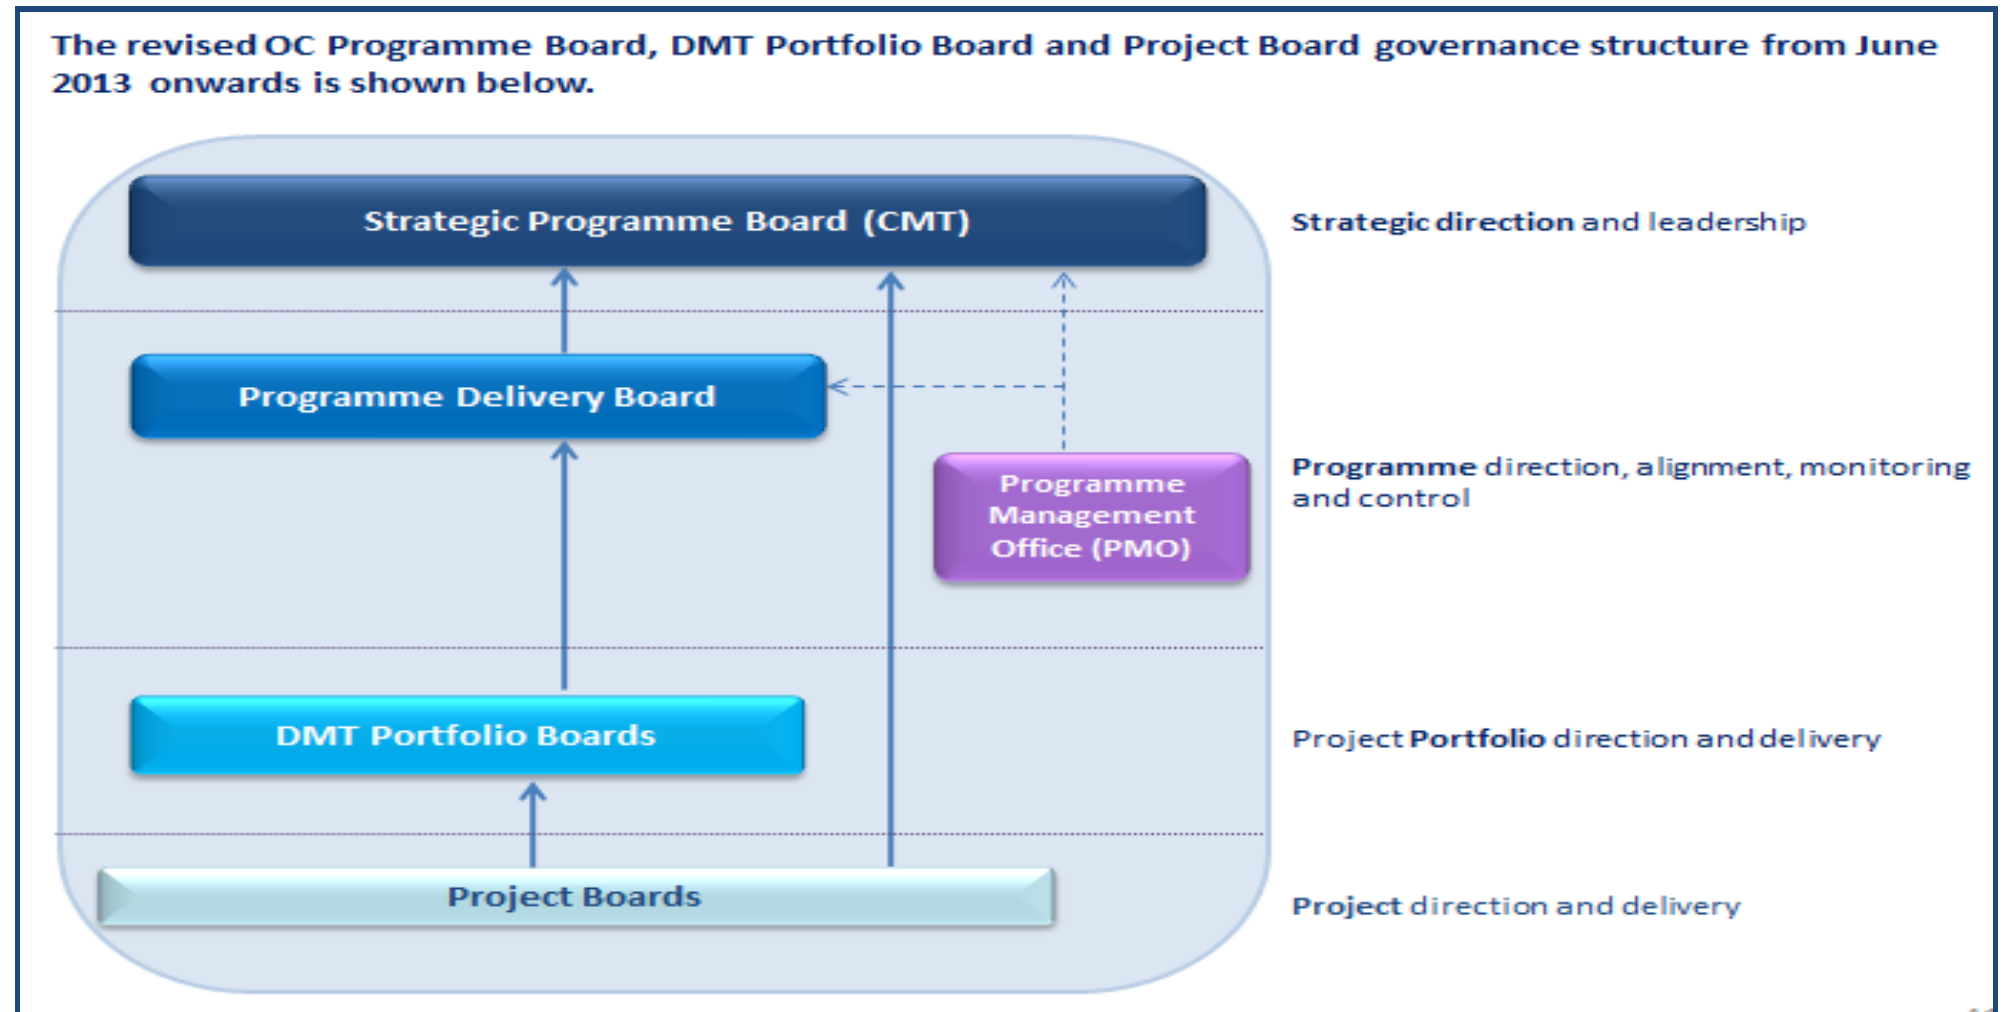 The revised OC Programme Board, DMT Portfolio Board and Project Board governance structure from June
2013 onwards is shown below.
Strategic Programme Board (CMT)
Strategic direction and leadership
Programme Delivery Board
Programme
Management
Office (PMO)
Programme direction, alignment, monitoring
and control
DMT Portfolio Boards
Project Portfolio direction and delivery
Project Boards
Project direction and delivery